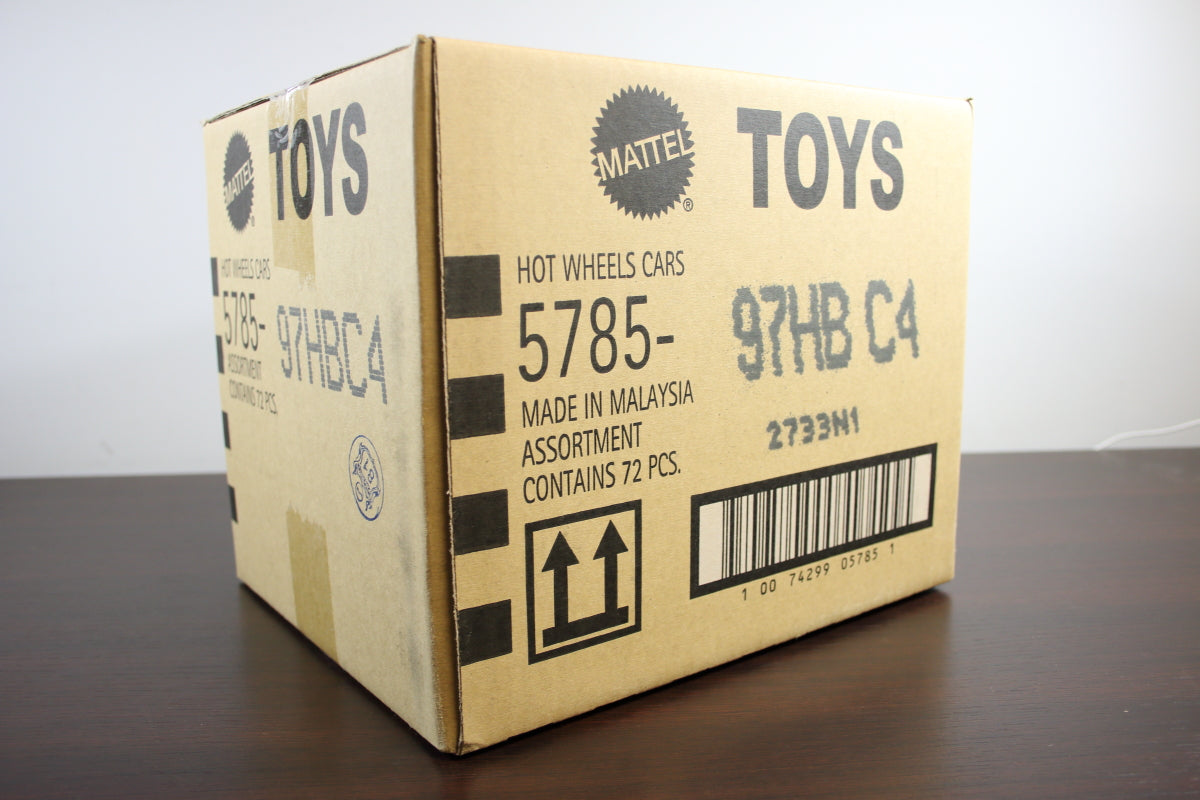 MATTEL
®
TOYS
HOT WHEELS CARS
5785-
97HBC4
ASSORTMENT
CONTAINS 72 PCS.
MATTEL
®
TOYS
HOT WHEELS CARS
5785-
97HB C4
MADE IN MALAYSIA
ASSORTMENT
CONTAINS 72 PCS.
2733N1
1 00 74299 05785 1